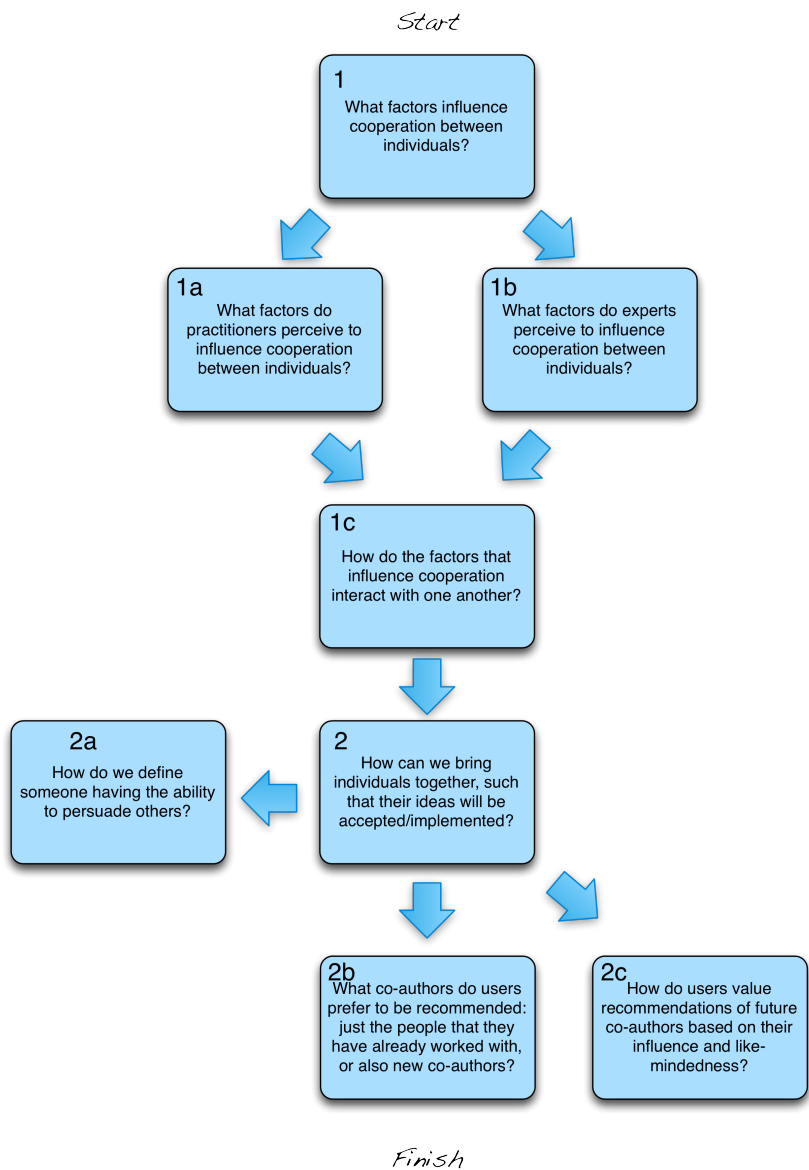 Start
1
What factors influence
cooperation between
individuals?
1a
What factors do
practitioners perceive to
influence cooperation
between individuals?
1b
What factors do experts
perceive to influence
cooperation between
individuals?
1c
How do the factors that
influence cooperation
interact with one another?
2a
How do we define
someone having the ability
to persuade others?
2
How can we bring
individuals together, such
that their ideas will be
accepted/implemented?
2b
What co-authors do users
prefer to be recommended:
just the people that they
have already worked with,
or also new co-authors?
2c
How do users value
recommendations of future
co-authors based on their
influence and like-
mindedness?
Finish